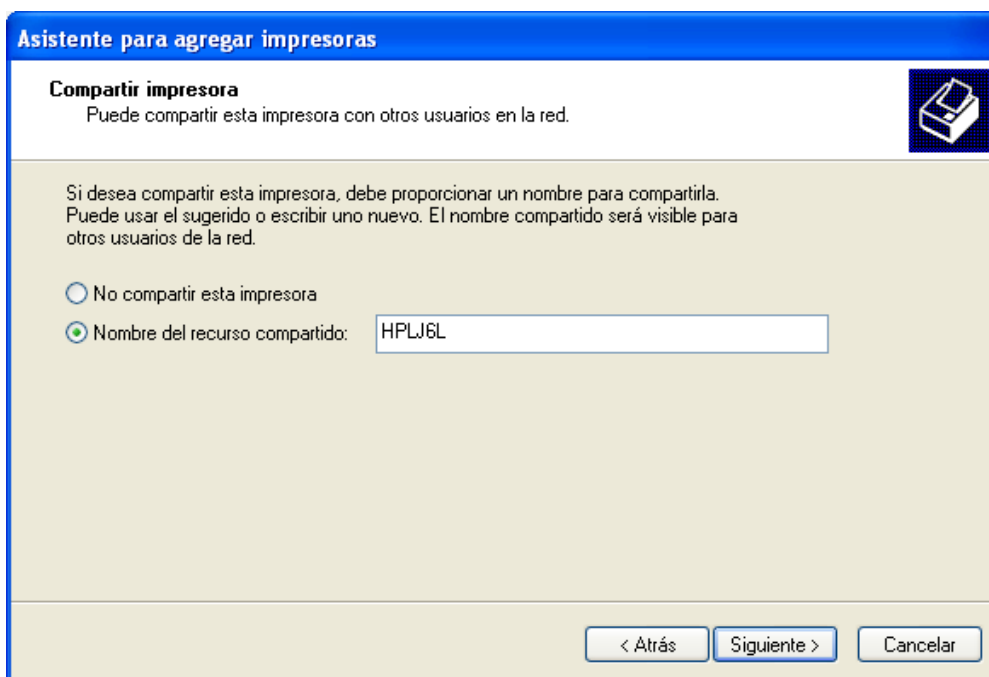 Asistente para agregar impresoras
Compartir impresora
Puede compartir esta impresora con otros usuarios en la red.
Si desea compartir esta impresora, debe proporcionar un nombre para compartirla.
Puede usar el sugerido o escribir uno nuevo. El nombre compartido será visible para
otros usuarios de la red.
No compartir esta impresora
Nombre del recurso compartido: HPLJ6L
< Atrás Siguiente > Cancelar